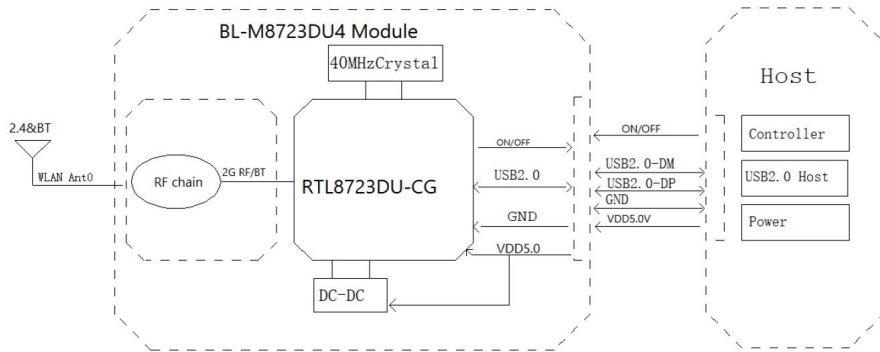 BL-M8723DU4 Module
40MHzCrystal
Host
2.4&BT
WLAN Ant0
RF chain
2G RF/BT
RTL8723DU-CG
ON/OFF
USB2.0
GND
VDD5.0
DC-DC
ON/OFF
USB2.0-DM
USB2.0-DP
GND
VDD5.0V
Controller
USB2.0 Host
Power